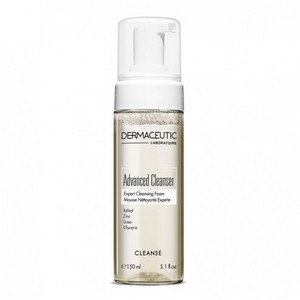 DERMACEUTIC
LABORATOIRE
Advanced Cleanser
Expert Cleansing Foam
Mousse Nettoyante Experte
Xylitol
Zinc
Urea
Glycerin
CLEANSE
e 150 ml 5.1 fl.oz